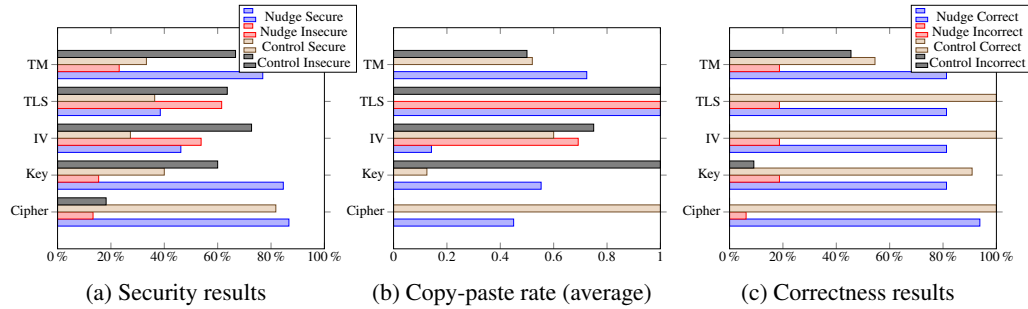 Nudge Secure
Nudge Insecure
Control Secure
Control Insecure
TM
TLS
IV
Key
Cipher
0 % 20 % 40 % 60 % 80 % 100 %
(a) Security results
TM
TLS
IV
Key
Cipher
0 0.2 0.4 0.6 0.8 1
(b) Copy-paste rate (average)
Nudge Correct
Nudge Incorrect
Control Correct
Control Incorrect
TM
TLS
IV
Key
Cipher
0 % 20 % 40 % 60 % 80 % 100 %
(c) Correctness results